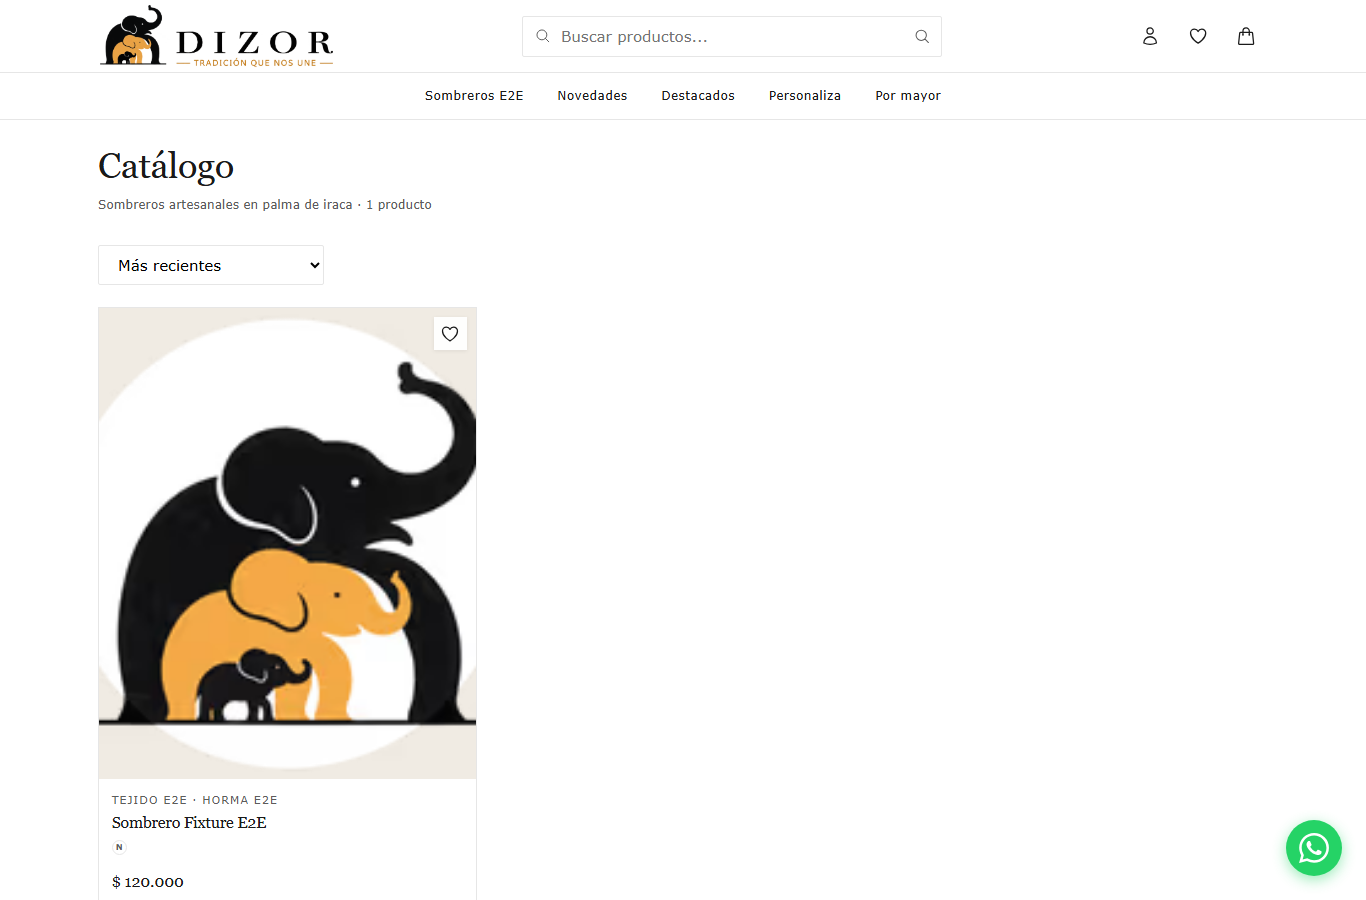 DIZOR
TRADICIÓN QUE NOS UNE
Buscar productos...
Sombreros E2E
Novedades
Destacados
Personaliza
Por mayor
Catálogo
Sombreros artesanales en palma de iraca · 1 producto
Más recientes
TEJIDO E2E · HORMA E2E
Sombrero Fixture E2E
N
$ 120.000